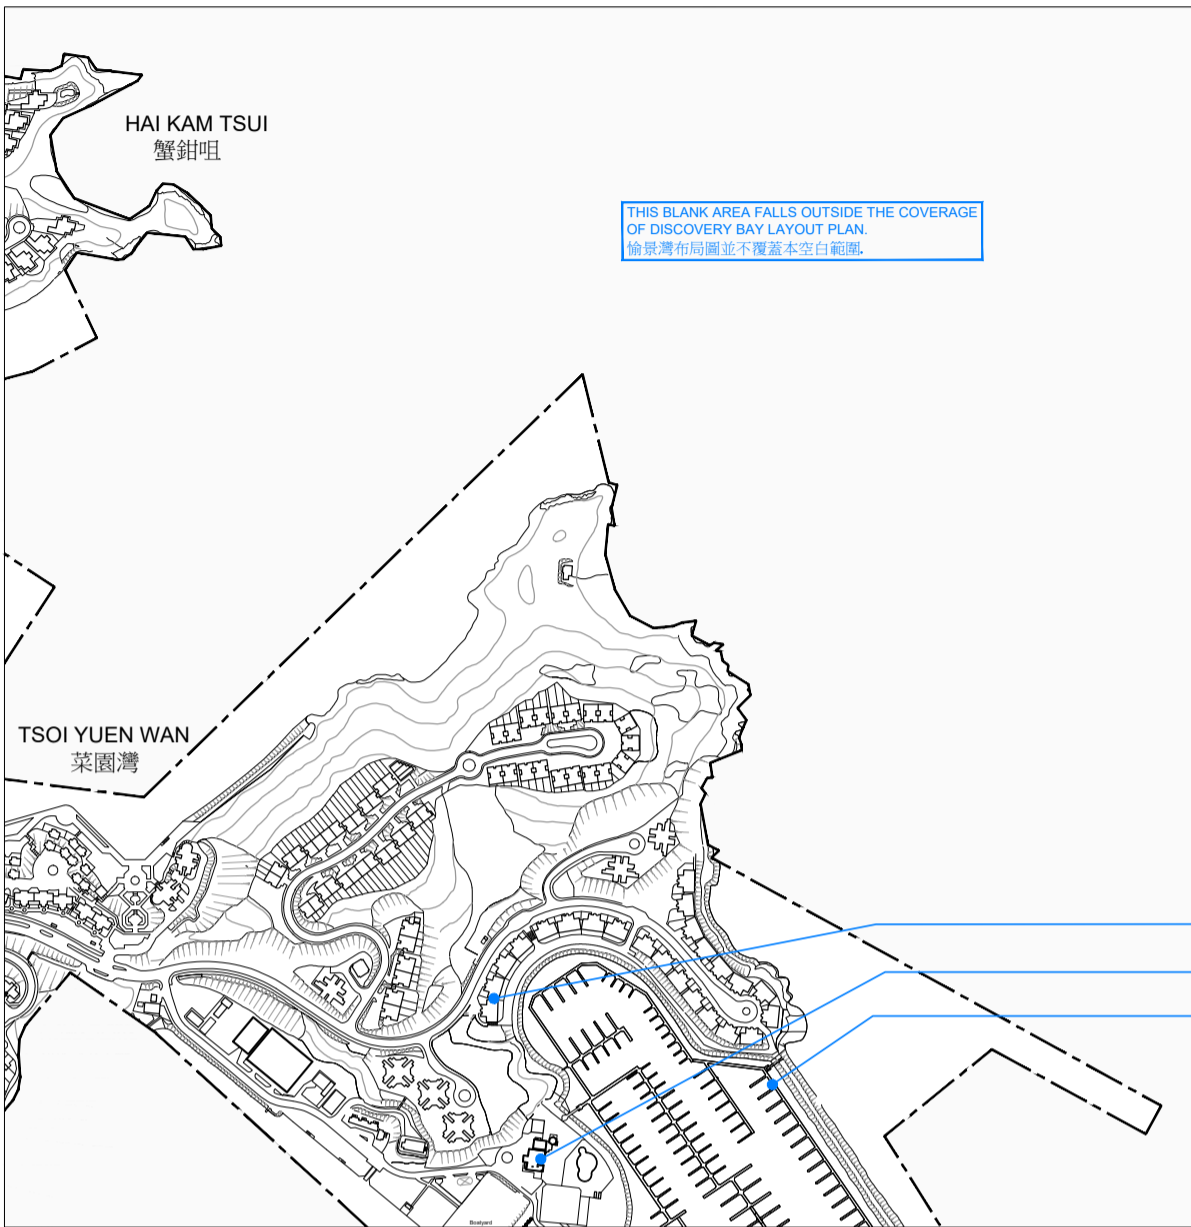 HAI KAM TSUI
蟹鉗咀
THIS BLANK AREA FALLS OUTSIDE THE COVERAGE
OF DISCOVERY BAY LAYOUT PLAN.
愉景灣布局圖並不覆蓋本空白範圍.
TSOI YUEN WAN
菜園灣
Boatyard